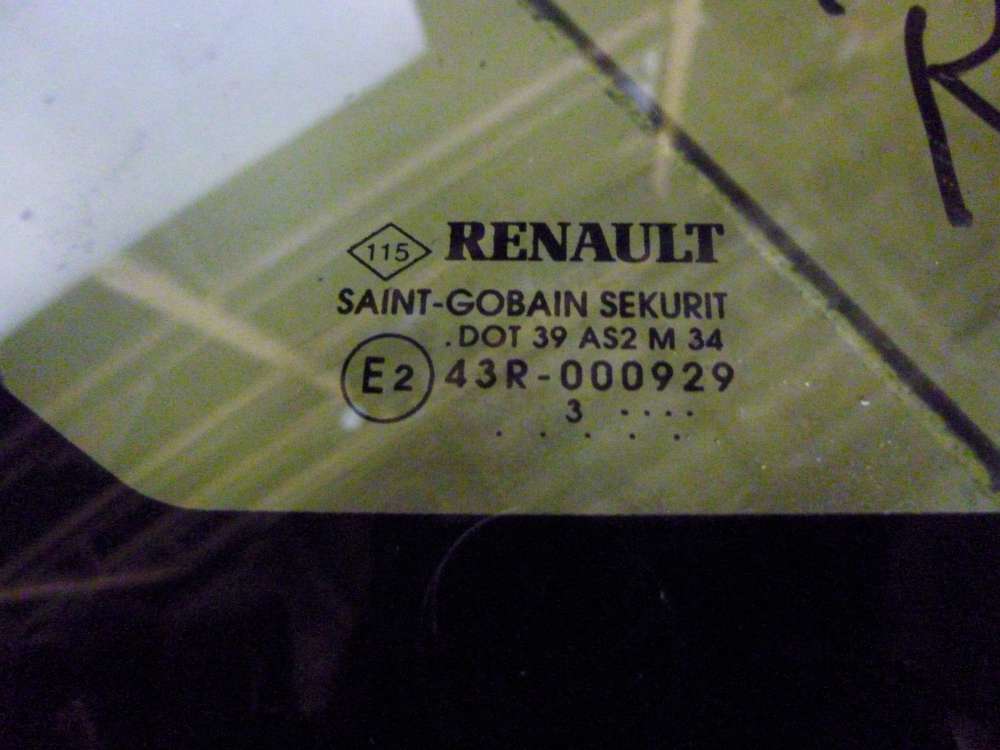 115 RENAULT
SAINT-GOBAIN SEKURIT
.DOT 39 AS2 M 34
E2 43R-000929
3 ....
. . . . .
R